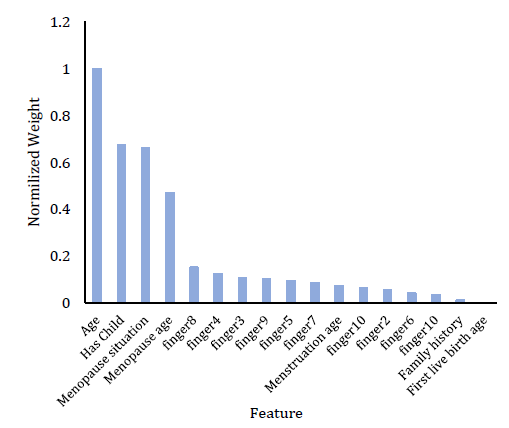 1.2
1
0.8
0.6
0.4
0.2
0
Normilized Weight
Age
Has Child
Menopause situation
Menopause age
finger8
finger4
finger3
finger9
finger5
finger7
Menstruation age
finger10
finger2
finger6
finger10
Family history
First live birth age
Feature